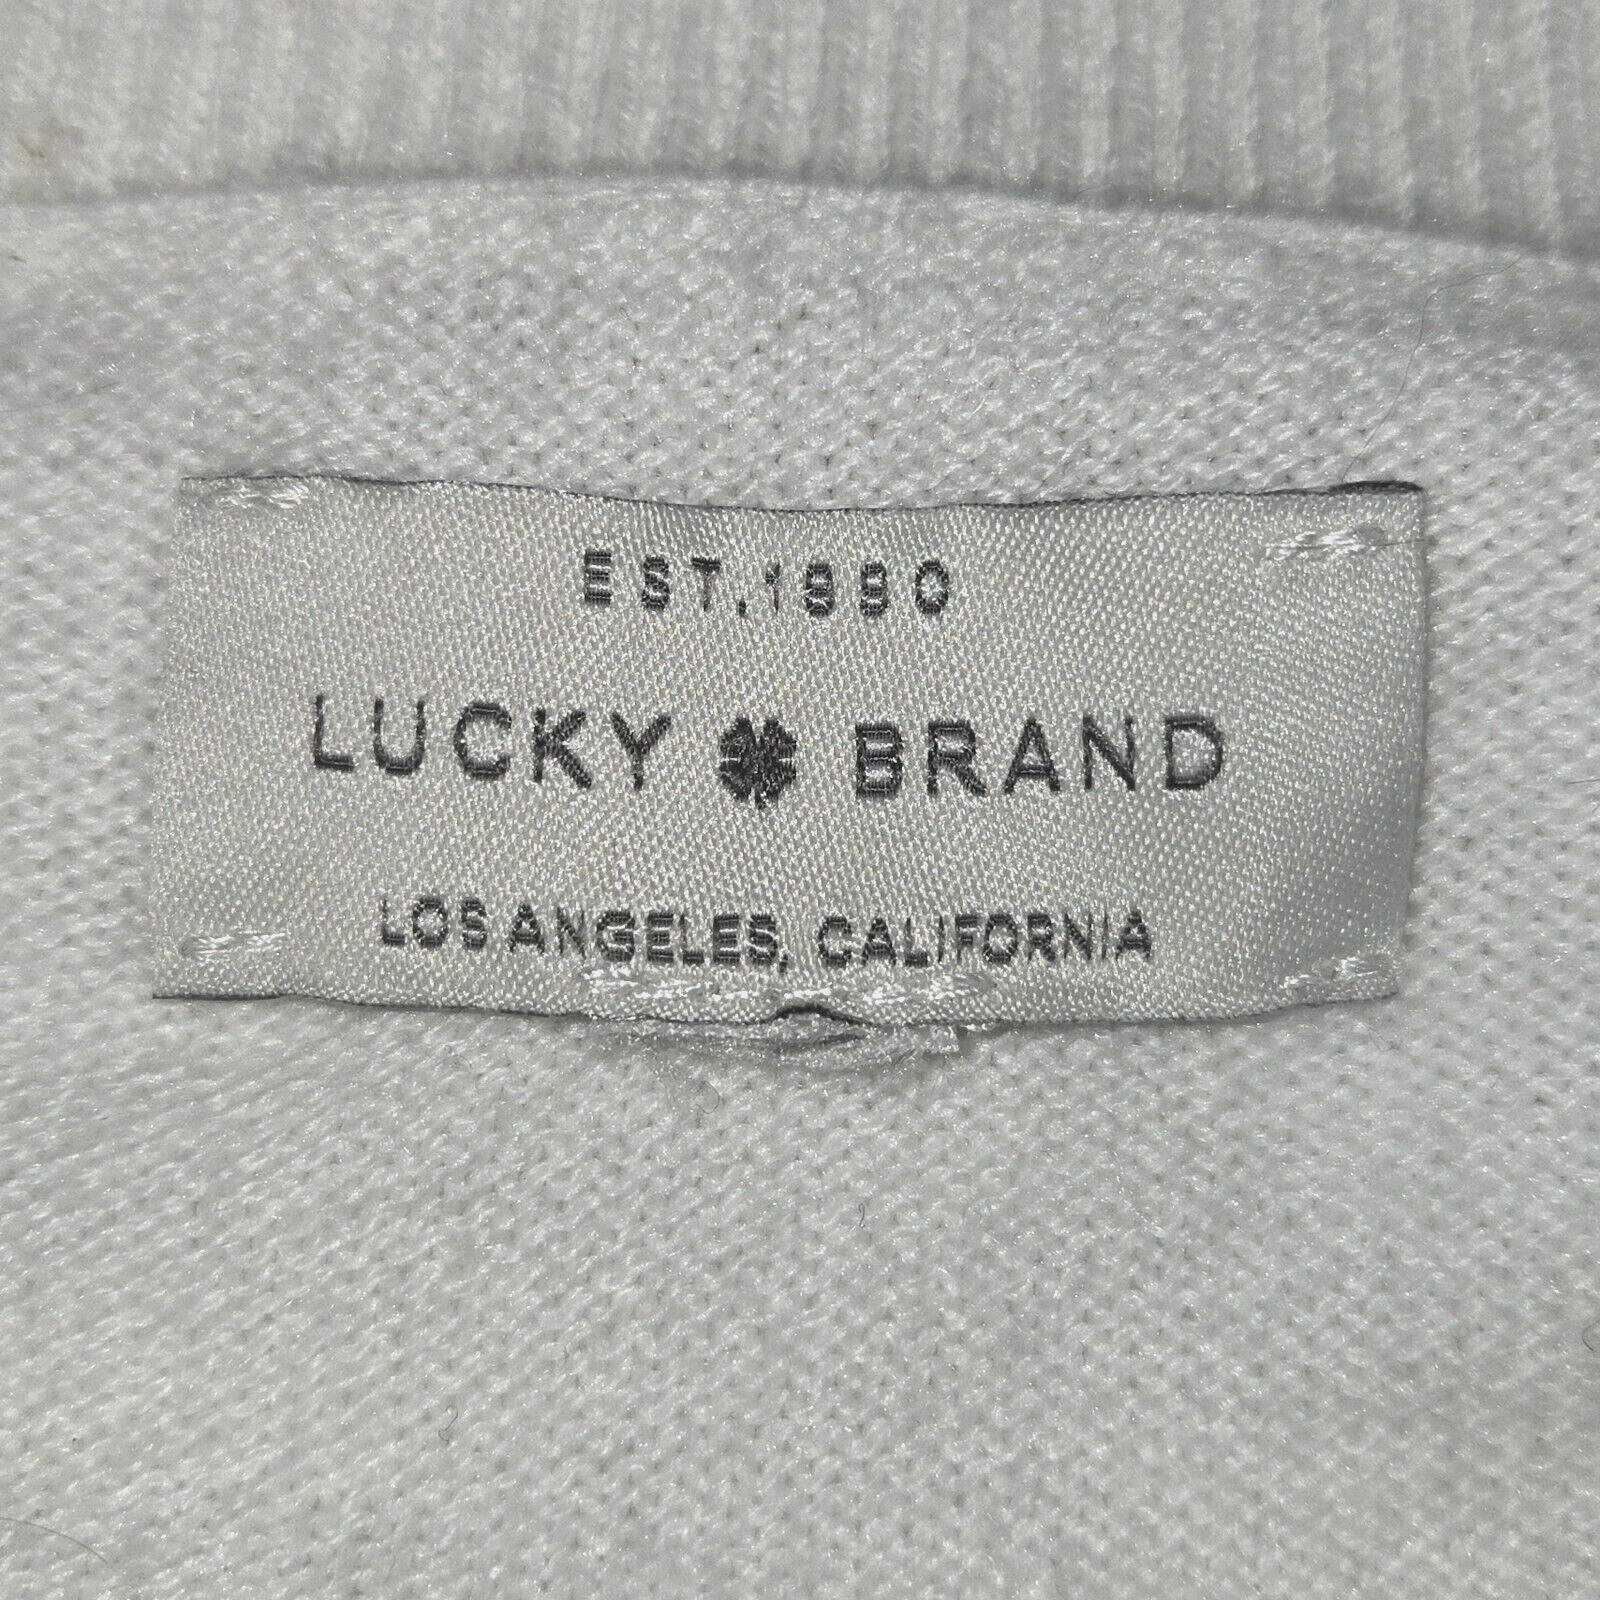 EST.1990
LUCKY BRAND
LOS ANGELES, CALIFORNIA